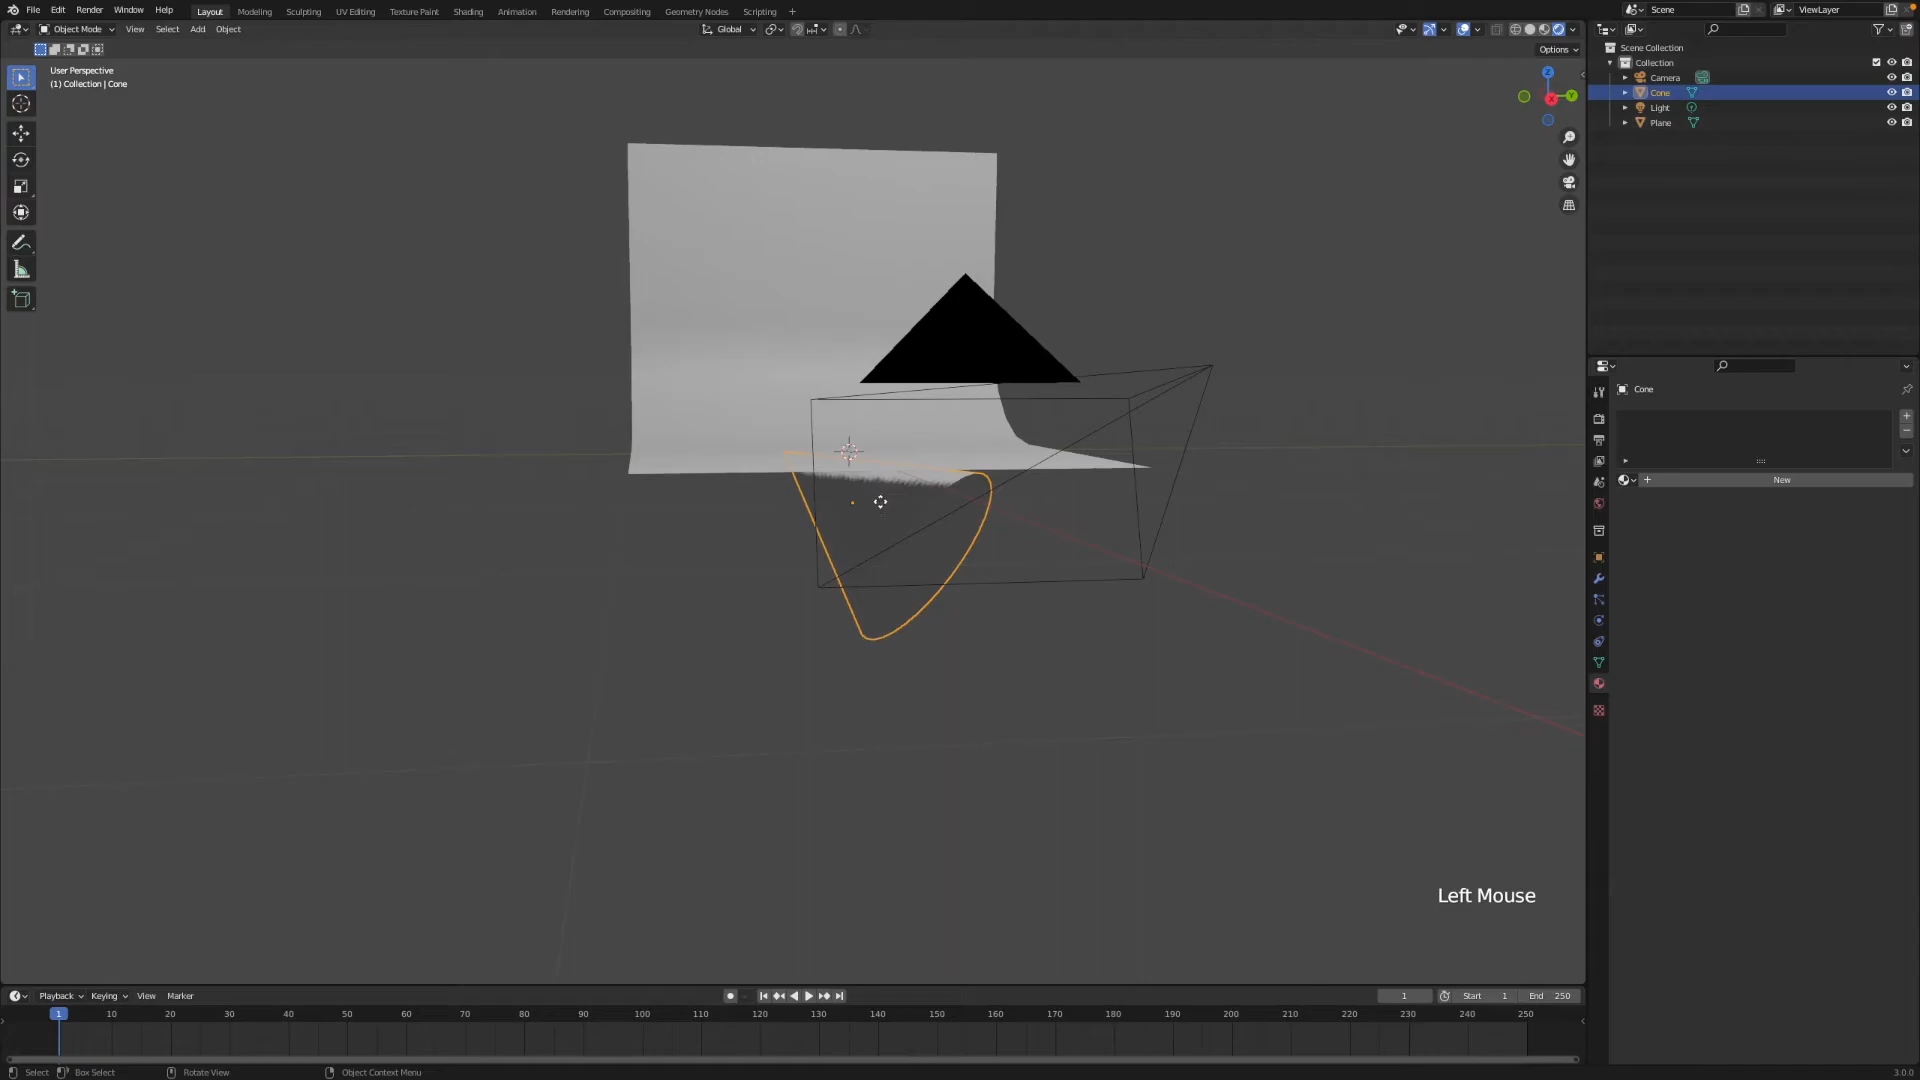 File Edit Render Window Help Layout Modeling Sculpting UV Editing Texture Paint Shading Animation Rendering Compositing Geometry Nodes Scripting + Scene ViewLayer
Object Mode View Select Add Object Global
Options
User Perspective
(1) Collection | Cone
Z
X
Y
Scene Collection
Collection
Camera
Cone
Light
Plane
Cone
New
Left Mouse
Playback Keying View Marker 1 Start 1 End 250
1 10 20 30 40 50 60 70 80 90 100 110 120 130 140 150 160 170 180 190 200 210 220 230 240 250
Select Box Select Rotate View Object Context Menu 3.0.0